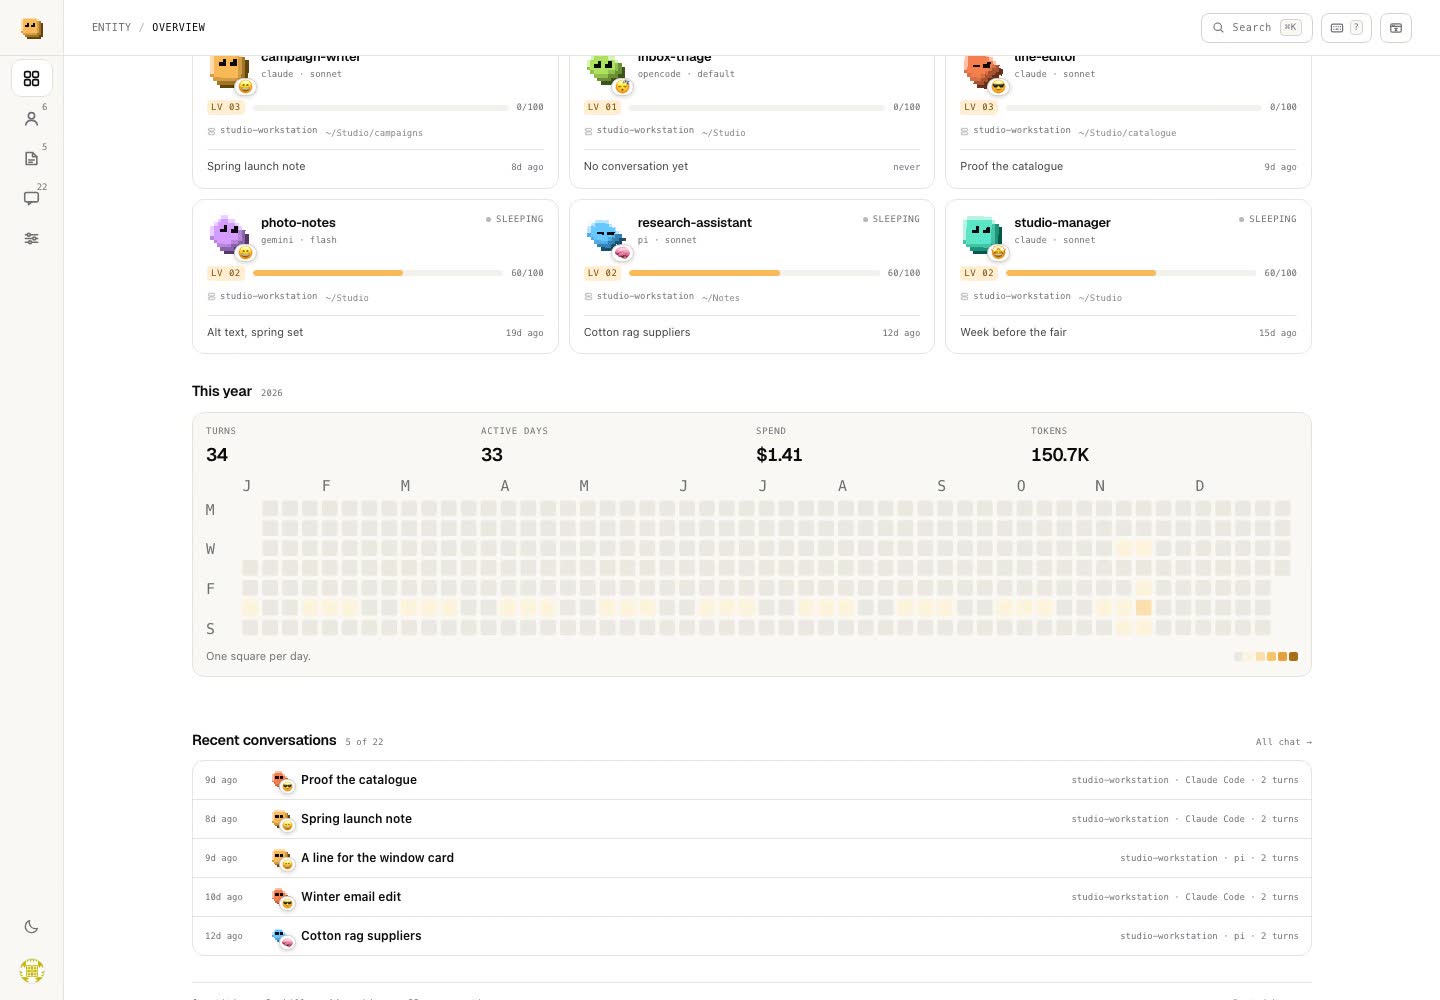 ENTITY / OVERVIEW
Search ⌘K ?
6
5
22
campaign-writer
claude · sonnet
LV 03 0/100
studio-workstation ~/Studio/campaigns
Spring launch note 8d ago
inbox-triage
opencode · default
LV 01 0/100
studio-workstation ~/Studio
No conversation yet never
line-editor
claude · sonnet
LV 03 0/100
studio-workstation ~/Studio/catalogue
Proof the catalogue 9d ago
photo-notes SLEEPING
gemini · flash
LV 02 60/100
studio-workstation ~/Studio
Alt text, spring set 19d ago
research-assistant SLEEPING
pi · sonnet
LV 02 60/100
studio-workstation ~/Notes
Cotton rag suppliers 12d ago
studio-manager SLEEPING
claude · sonnet
LV 02 60/100
studio-workstation ~/Studio
Week before the fair 15d ago
This year 2026
TURNS ACTIVE DAYS SPEND TOKENS
34 33 $1.41 150.7K
J F M A M J J A S O N D
M
W
F
S
One square per day.
Recent conversations 5 of 22 All chat →
9d ago Proof the catalogue studio-workstation · Claude Code · 2 turns
8d ago Spring launch note studio-workstation · Claude Code · 2 turns
9d ago A line for the window card studio-workstation · pi · 2 turns
10d ago Winter email edit studio-workstation · Claude Code · 2 turns
12d ago Cotton rag suppliers studio-workstation · pi · 2 turns